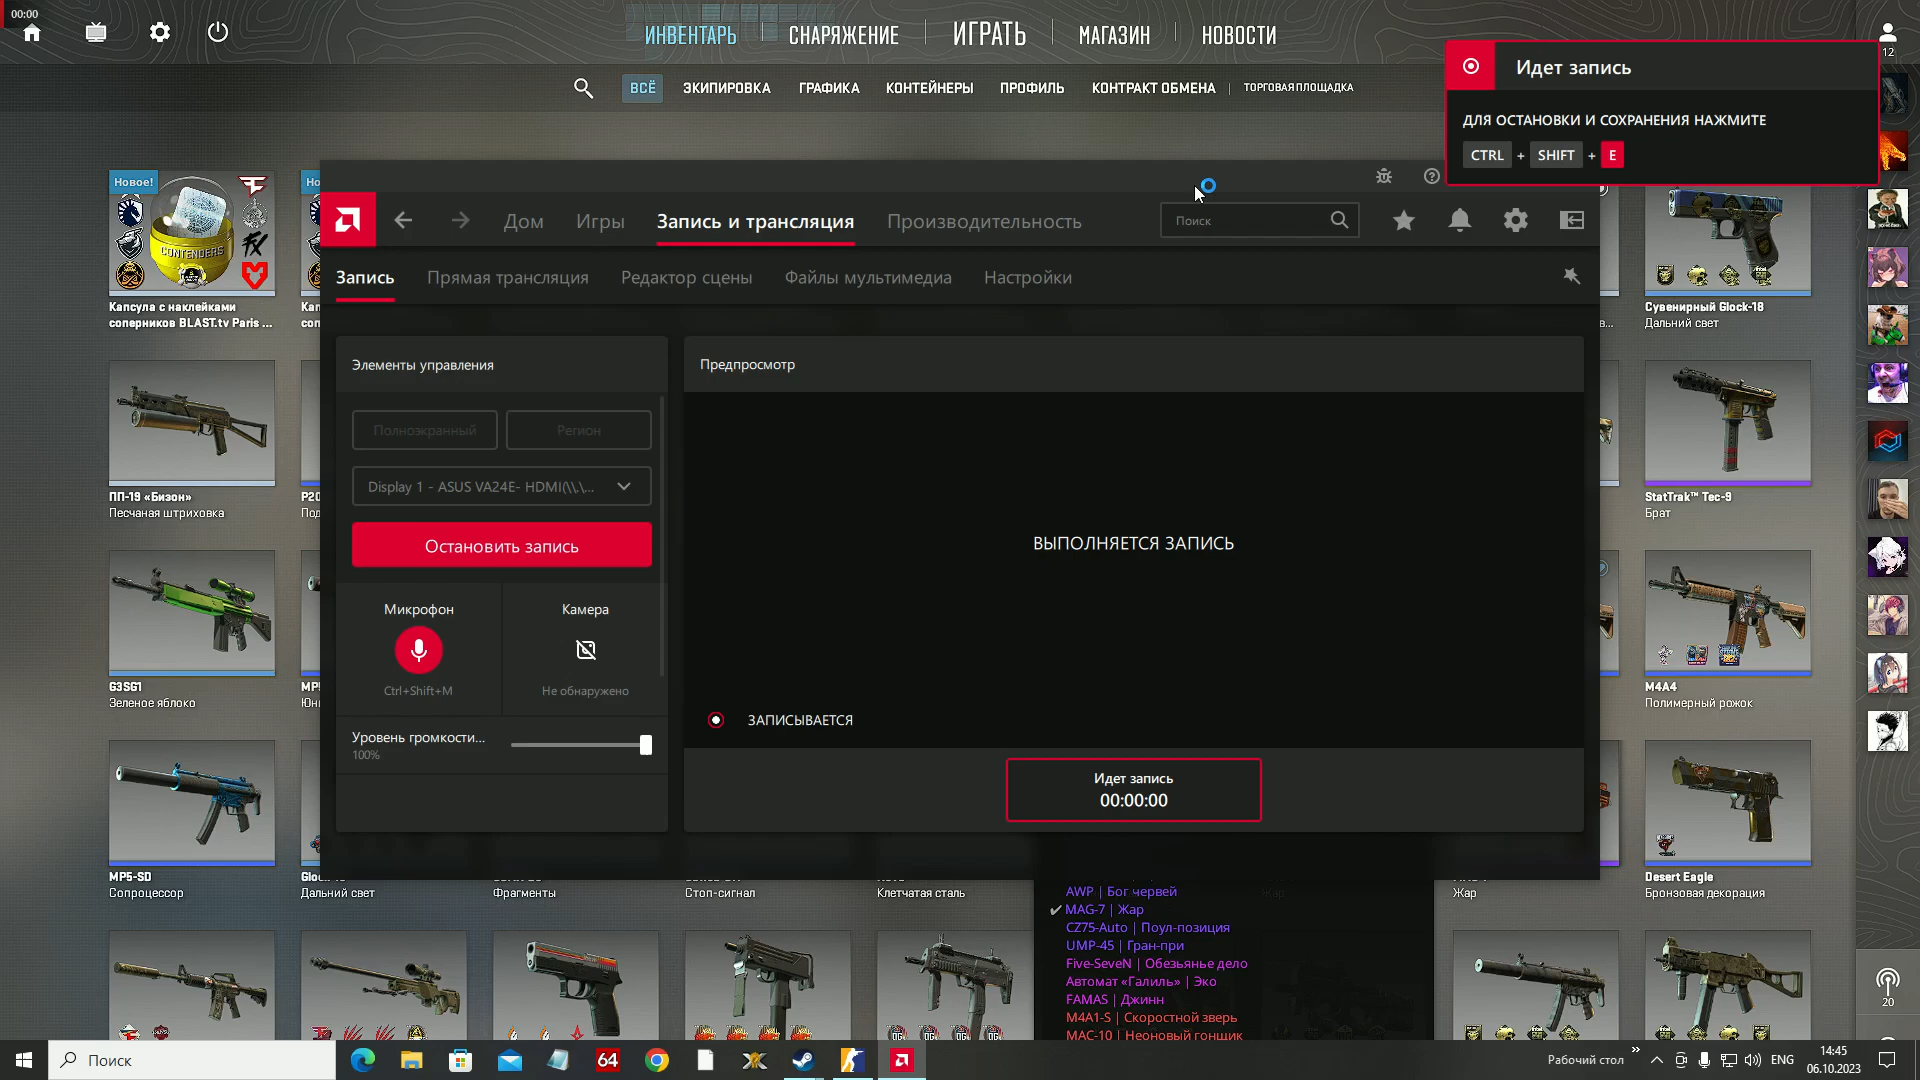 00:00
ИНВЕНТАРЬ
СНАРЯЖЕНИЕ
ИГРАТЬ
МАГАЗИН
НОВОСТИ
12
ВСЁ
ЭКИПИРОВКА
ГРАФИКА
КОНТЕЙНЕРЫ
ПРОФИЛЬ
КОНТРАКТ ОБМЕНА
ТОРГОВАЯ ПЛОЩАДКА
Идет запись
ДЛЯ ОСТАНОВКИ И СОХРАНЕНИЯ НАЖМИТЕ
CTRL + SHIFT + E
Новое!
CONTENDERS
Капсула с наклейками
соперников BLAST.tv Paris ...
Дом
Игры
Запись и трансляция
Производительность
Поиск
Запись
Прямая трансляция
Редактор сцены
Файлы мультимедиа
Настройки
Элементы управления
Полноэкранный
Регион
Display 1 - ASUS VA24E- HDMI(\\.\...
Остановить запись
Микрофон
Ctrl+Shift+M
Камера
Не обнаружено
Уровень громкости...
100%
Предпросмотр
ВЫПОЛНЯЕТСЯ ЗАПИСЬ
ЗАПИСЫВАЕТСЯ
Идет запись
00:00:00
Сувенирный Glock-18
Дальний свет
ПП-19 «Бизон»
Песчаная штриховка
StatTrak™ Tec-9
Брат
G3SG1
Зеленое яблоко
M4A4
Полимерный рожок
MP5-SD
Сопроцессор
Дальний свет
Фрагменты
Стоп-сигнал
Клетчатая сталь
Жар
Жар
Desert Eagle
Бронзовая декорация
AWP | Бог червей
✔ MAG-7 | Жар
CZ75-Auto | Поул-позиция
UMP-45 | Гран-при
Five-SeveN | Обезьянье дело
Автомат «Галиль» | Эко
FAMAS | Джинн
M4A1-S | Скоростной зверь
MAC-10 | Неоновый гонщик
20
Поиск
64
Рабочий стол
ENG
14:45
06.10.2023